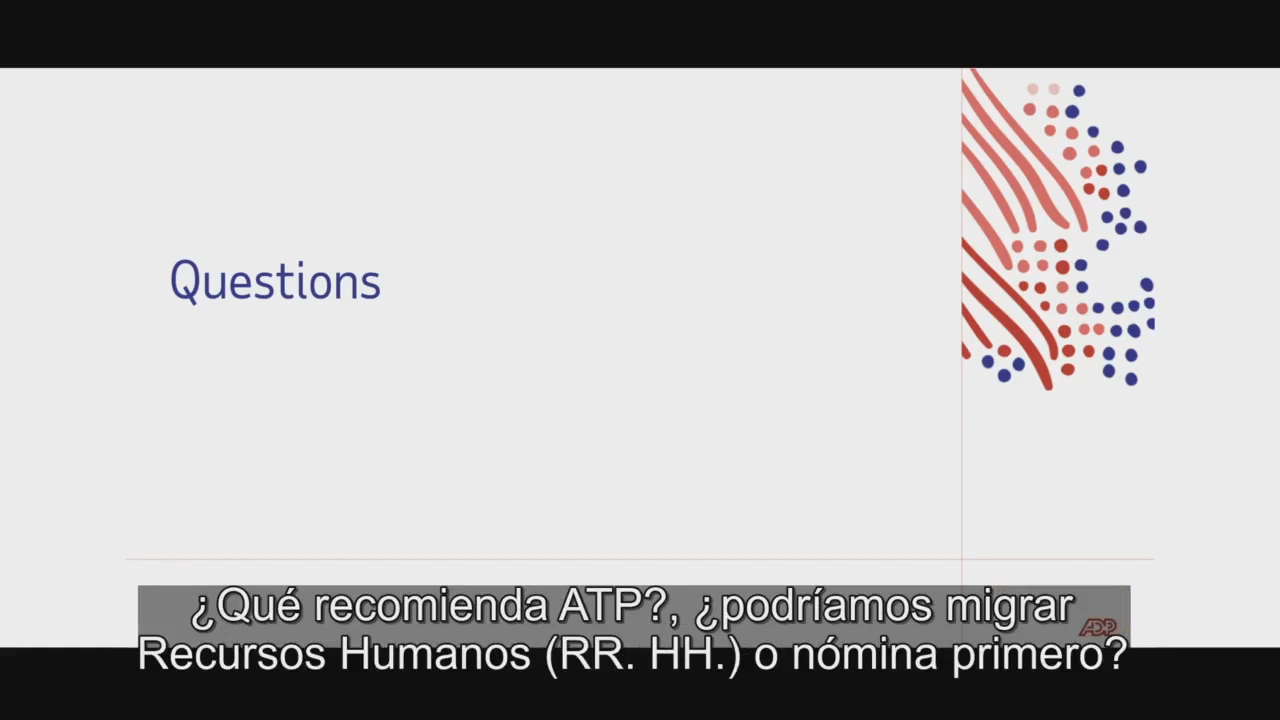 Questions
¿Qué recomienda ATP?, ¿podríamos migrar
ADP
Recursos Humanos (RR. HH.) o nómina primero?